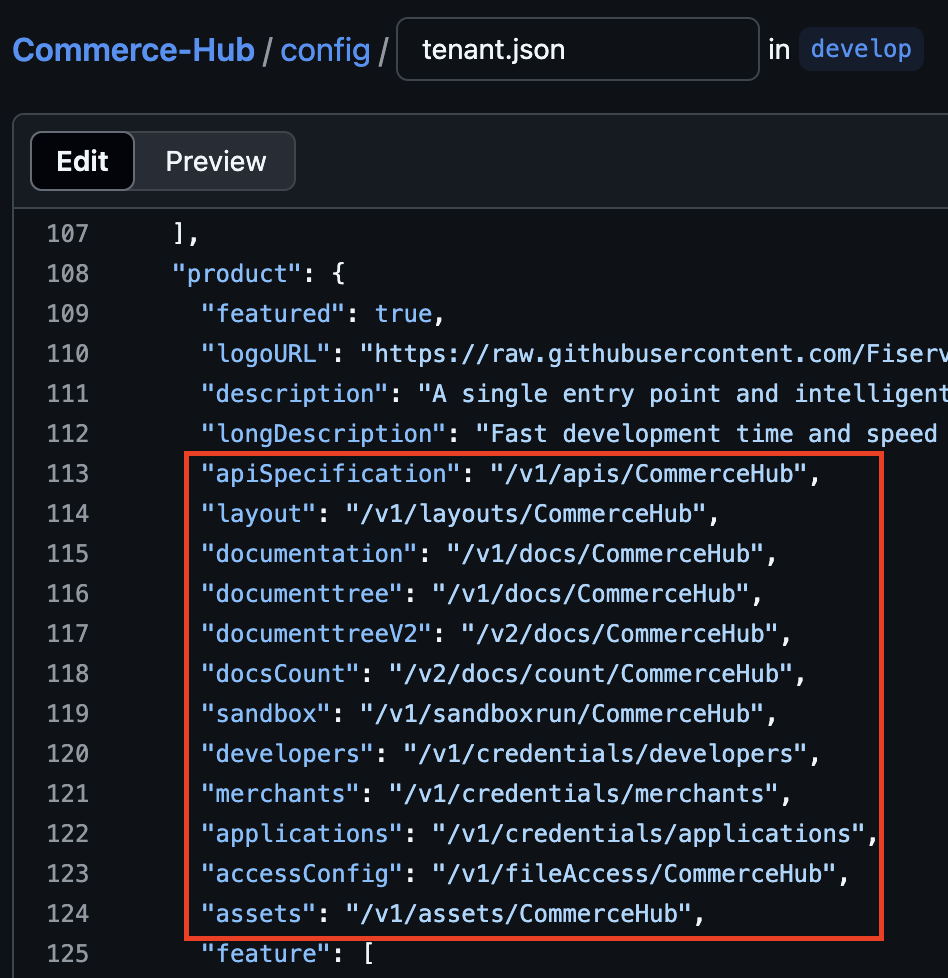 Commerce-Hub / config / tenant.json in develop
Edit Preview
107 ],
108 "product": {
109 "featured": true,
110 "logoURL": "https://raw.githubusercontent.com/Fiserv
111 "description": "A single entry point and intelligent
112 "longDescription": "Fast development time and speed
113 "apiSpecification": "/v1/apis/CommerceHub",
114 "layout": "/v1/layouts/CommerceHub",
115 "documentation": "/v1/docs/CommerceHub",
116 "documenttree": "/v1/docs/CommerceHub",
117 "documenttreeV2": "/v2/docs/CommerceHub",
118 "docsCount": "/v2/docs/count/CommerceHub",
119 "sandbox": "/v1/sandboxrun/CommerceHub",
120 "developers": "/v1/credentials/developers",
121 "merchants": "/v1/credentials/merchants",
122 "applications": "/v1/credentials/applications",
123 "accessConfig": "/v1/fileAccess/CommerceHub",
124 "assets": "/v1/assets/CommerceHub",
125 "feature": [